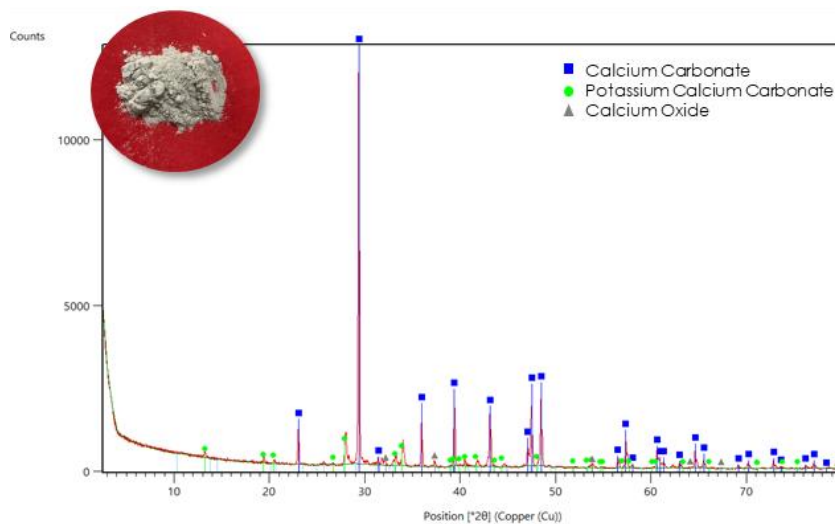 Counts
Calcium Carbonate
Potassium Calcium Carbonate
Calcium Oxide
10000
5000
0
10 20 30 40 50 60 70
Position [*2θ] (Copper (Cu))